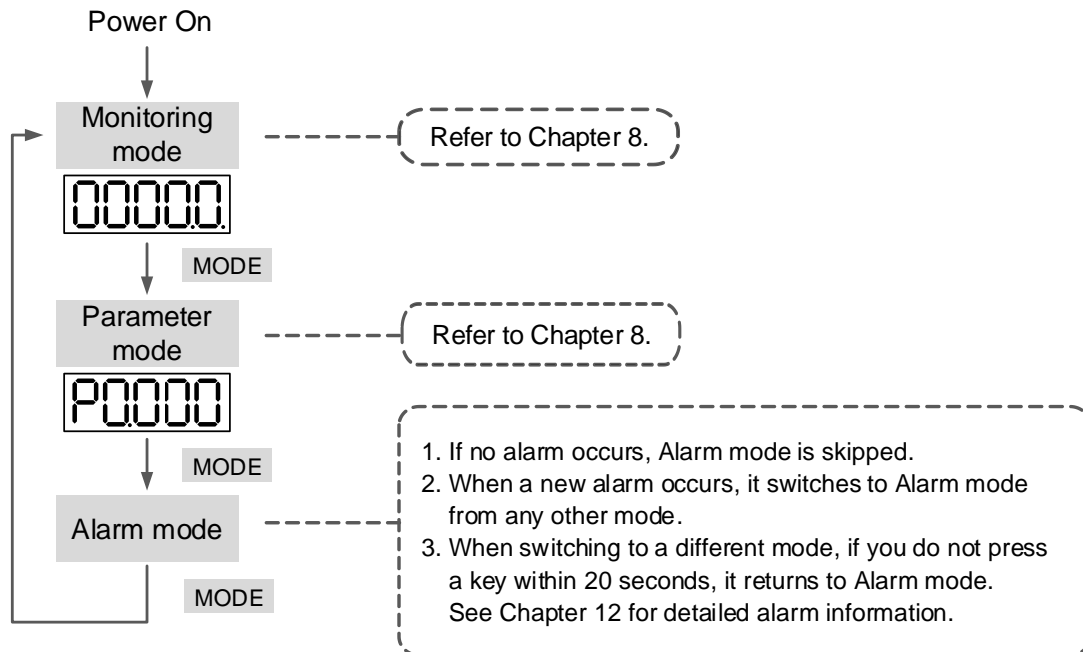 Power On
Monitoring
mode
Refer to Chapter 8.
0000.0.
MODE
Parameter
mode
Refer to Chapter 8.
P0.000
MODE
Alarm mode
1. If no alarm occurs, Alarm mode is skipped.
2. When a new alarm occurs, it switches to Alarm mode
from any other mode.
3. When switching to a different mode, if you do not press
a key within 20 seconds, it returns to Alarm mode.
See Chapter 12 for detailed alarm information.
MODE